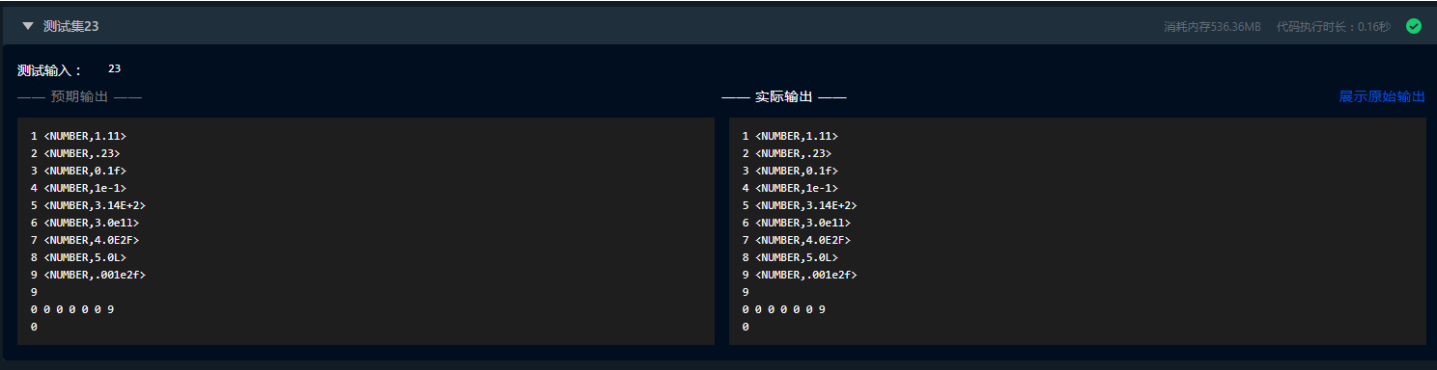 测试集23 消耗内存536.36MB 代码执行时长：0.16秒
测试输入： 23
—— 预期输出 —— —— 实际输出 —— 展示原始输出
1 <NUMBER,1.11>
2 <NUMBER,.23>
3 <NUMBER,0.1f>
4 <NUMBER,1e-1>
5 <NUMBER,3.14E+2>
6 <NUMBER,3.0e1l>
7 <NUMBER,4.0E2F>
8 <NUMBER,5.0L>
9 <NUMBER,.001e2f>
9
0 0 0 0 0 0 9
0
1 <NUMBER,1.11>
2 <NUMBER,.23>
3 <NUMBER,0.1f>
4 <NUMBER,1e-1>
5 <NUMBER,3.14E+2>
6 <NUMBER,3.0e1l>
7 <NUMBER,4.0E2F>
8 <NUMBER,5.0L>
9 <NUMBER,.001e2f>
9
0 0 0 0 0 0 9
0